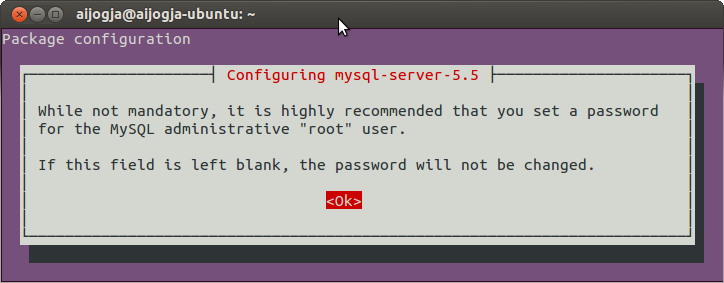 aijogja@aijogja-ubuntu: ~
Package configuration
Configuring mysql-server-5.5
While not mandatory, it is highly recommended that you set a password
for the MySQL administrative "root" user.
If this field is left blank, the password will not be changed.
<Ok>